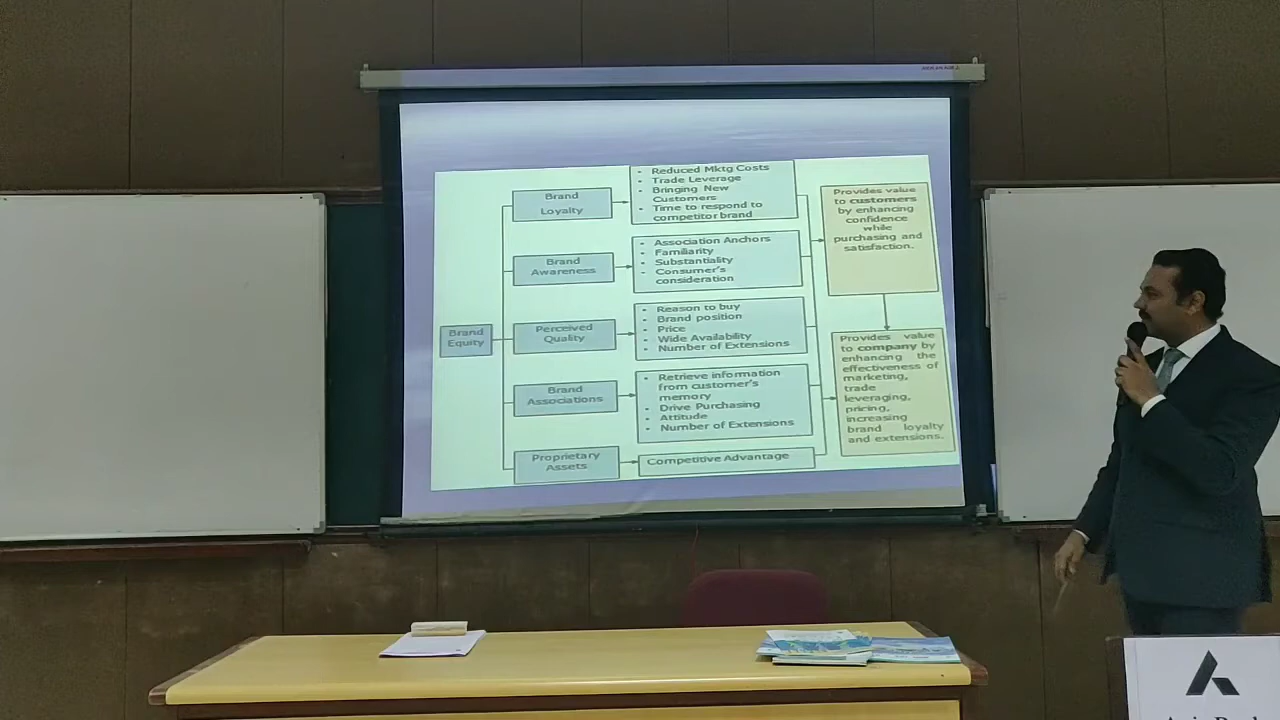 Brand
Equity
Brand
Loyalty
• Reduced Mktg Costs
• Trade Leverage
• Bringing New
Customers
• Time to respond to
competitor brand
Brand
Awareness
• Association Anchors
• Familiarity
• Substantiality
• Consumer's
consideration
Perceived
Quality
• Reason to buy
• Brand position
• Price
• Wide Availability
• Number of Extensions
Brand
Associations
• Retrieve information
from customer's
memory
• Drive Purchasing
• Attitude
• Number of Extensions
Proprietary
Assets
Competitive Advantage
Provides value
to customers
by enhancing
confidence
while
purchasing and
satisfaction.
Provides value
to company by
enhancing the
effectiveness of
marketing,
trade
leveraging,
pricing,
increasing
brand loyalty
and extensions.